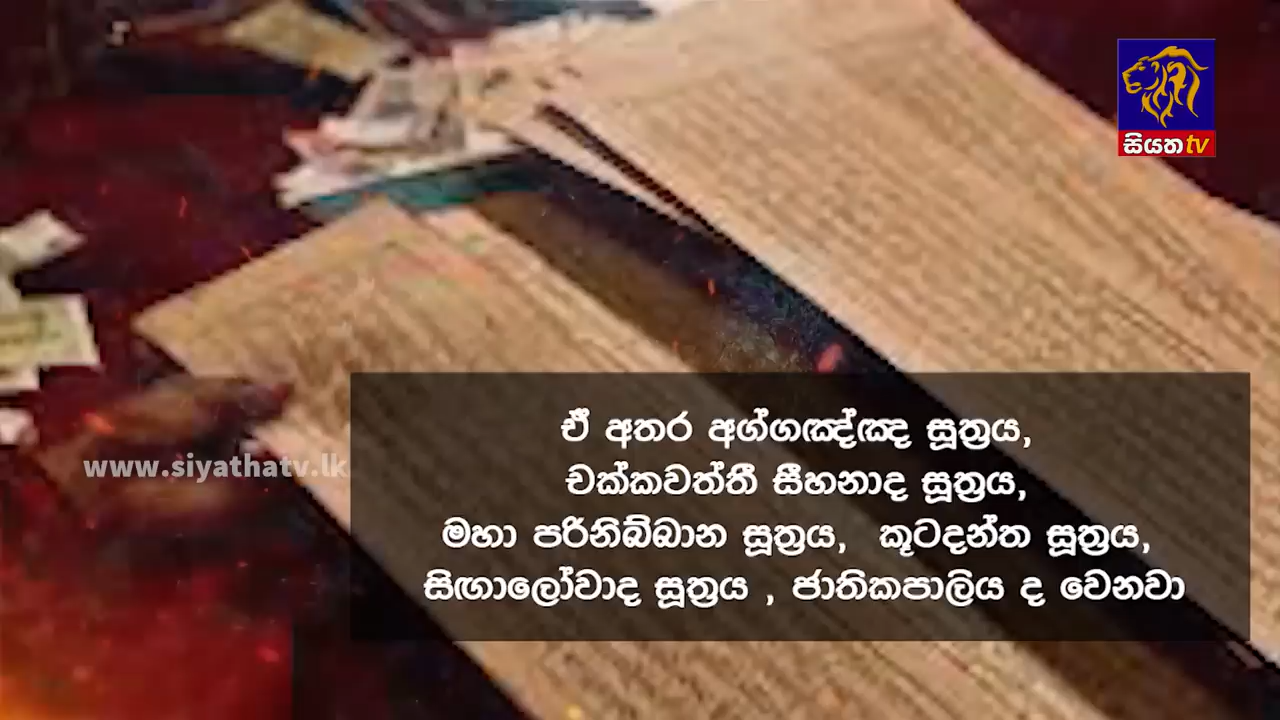 සියත tv
ඒ අතර අග්ගඤ්ඤ සූත්‍රය,
චක්කවත්තී සීහනාද සූත්‍රය,
www.siyathatv.lk
මහා පරිනිබ්බාන සූත්‍රය, කූටදන්ත සූත්‍රය,
සිඟාලෝවාද සූත්‍රය , ජාතිකපාලිය ද වෙනවා